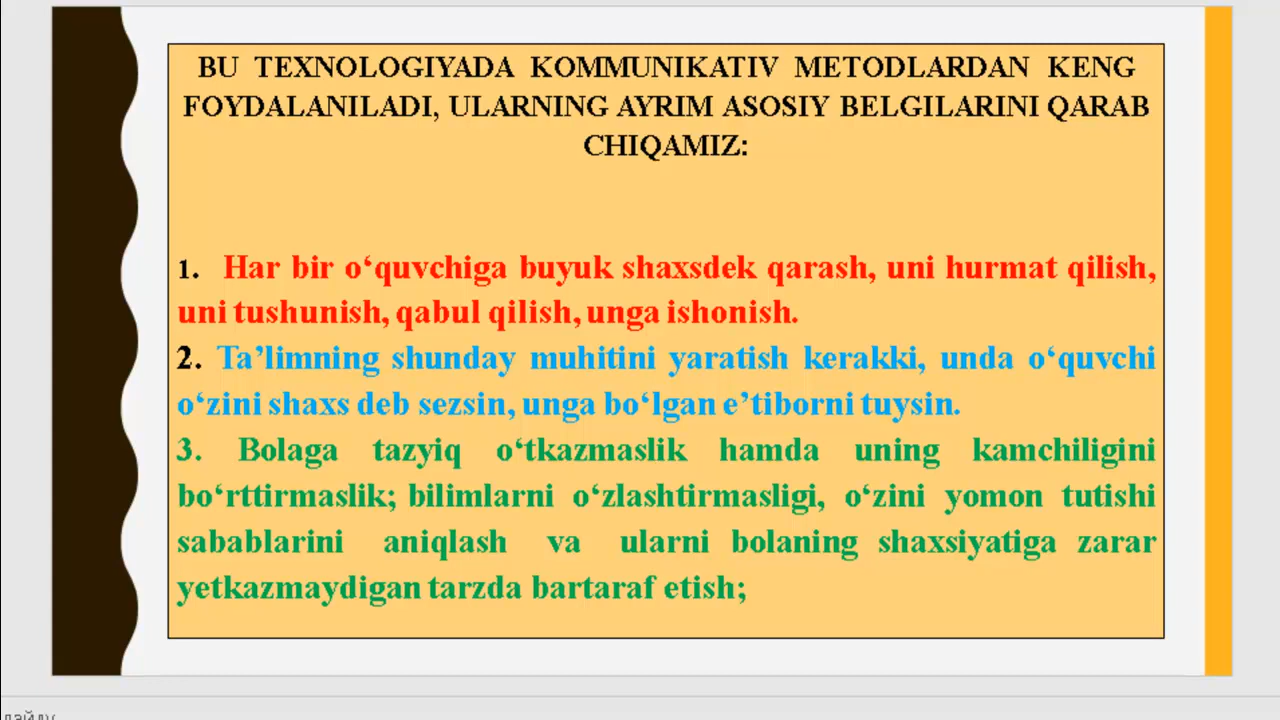 BU TEXNOLOGIYADA KOMMUNIKATIV METODLARDAN KENG
FOYDALANILADI, ULARNING AYRIM ASOSIY BELGILARINI QARAB
CHIQAMIZ:
1. Har bir o‘quvchiga buyuk shaxsdek qarash, uni hurmat qilish,
uni tushunish, qabul qilish, unga ishonish.
2. Ta’limning shunday muhitini yaratish kerakki, unda o‘quvchi
o‘zini shaxs deb sezsin, unga bo‘lgan e’tiborni tuysin.
3. Bolaga tazyiq o‘tkazmaslik hamda uning kamchiligini
bo‘rttirmaslik; bilimlarni o‘zlashtirmasligi, o‘zini yomon tutishi
sabablarini aniqlash va ularni bolaning shaxsiyatiga zarar
yetkazmaydigan tarzda bartaraf etish;